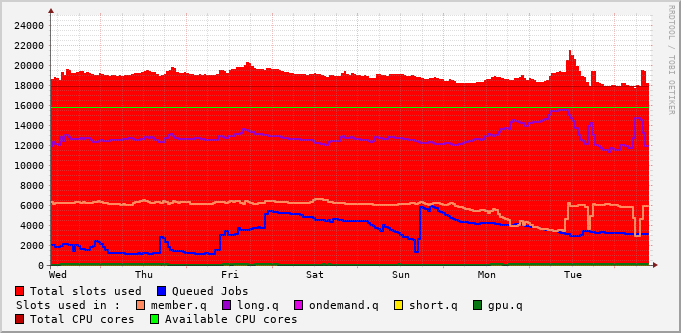 24000
22000
20000
18000
16000
14000
12000
10000
8000
6000
4000
2000
0
Wed Thu Fri Sat Sun Mon Tue
RRDTOOL / TOBI OETIKER
Total slots used Queued Jobs
Slots used in : member.q long.q ondemand.q short.q gpu.q
Total CPU cores Available CPU cores